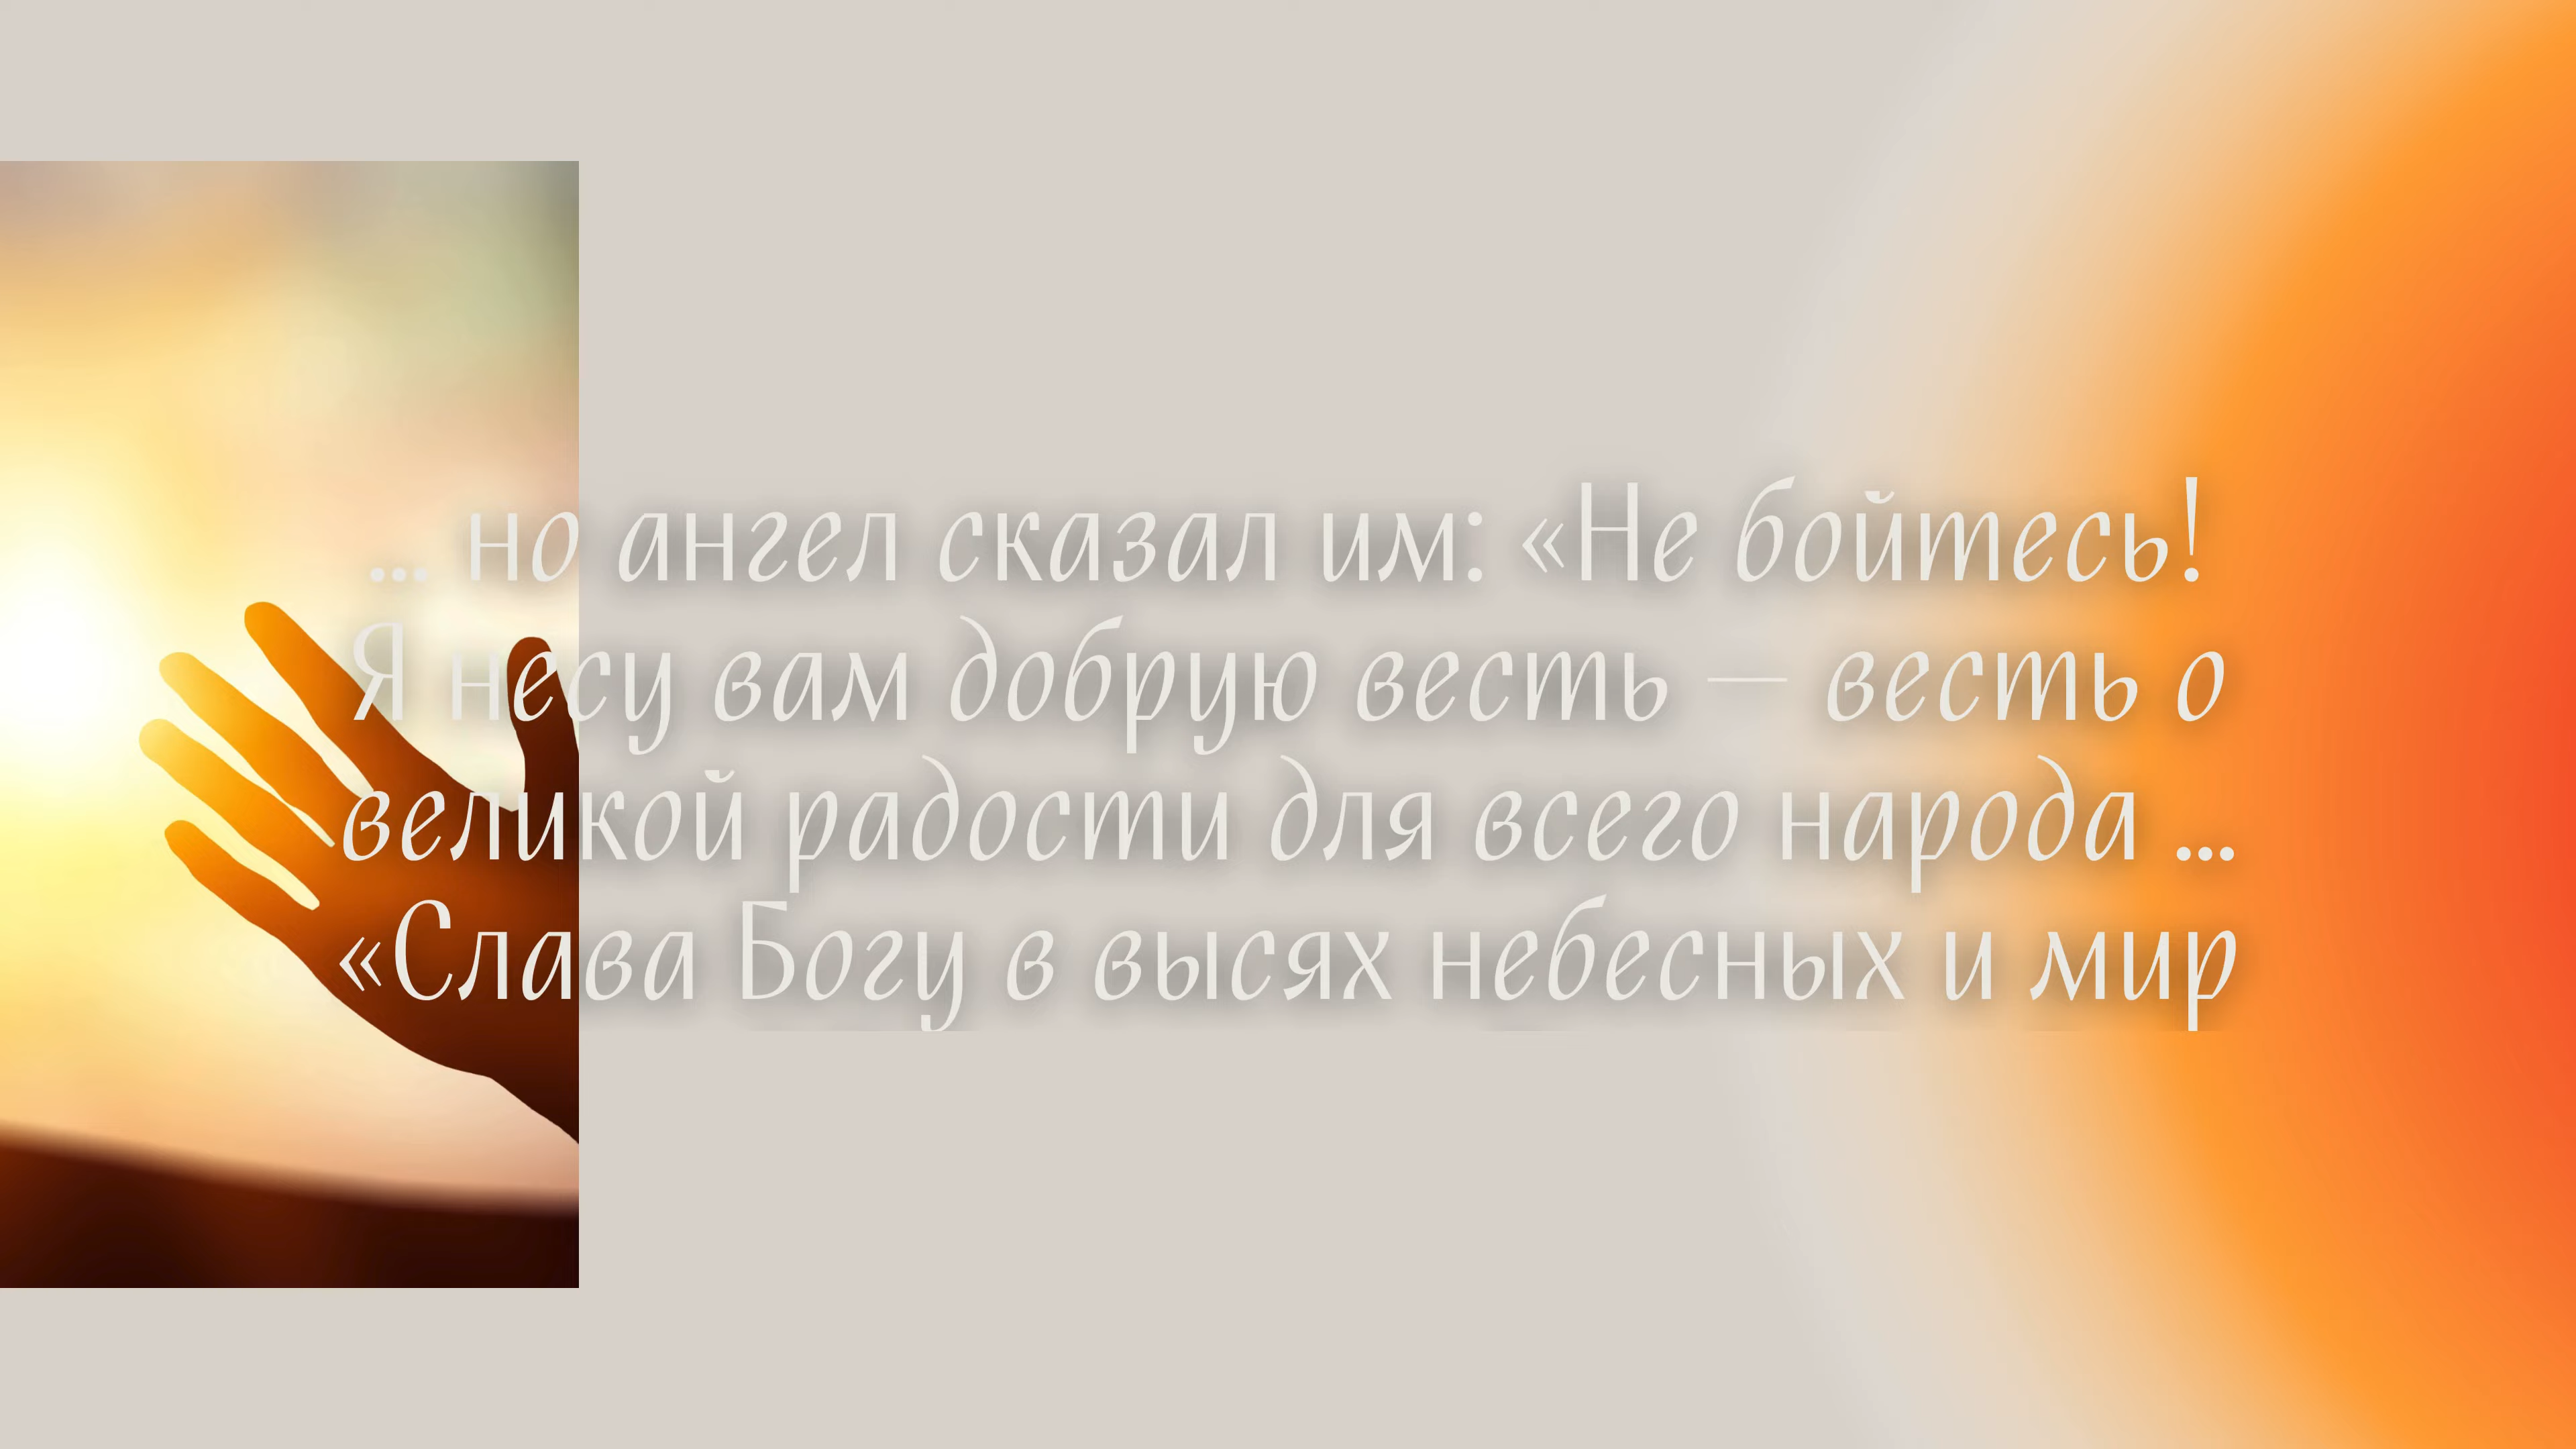 ... но ангел сказал им: «Не бойтесь!
Я несу вам добрую весть — весть о
великой радости для всего народа ...
«Слава Богу в высях небесных и мир